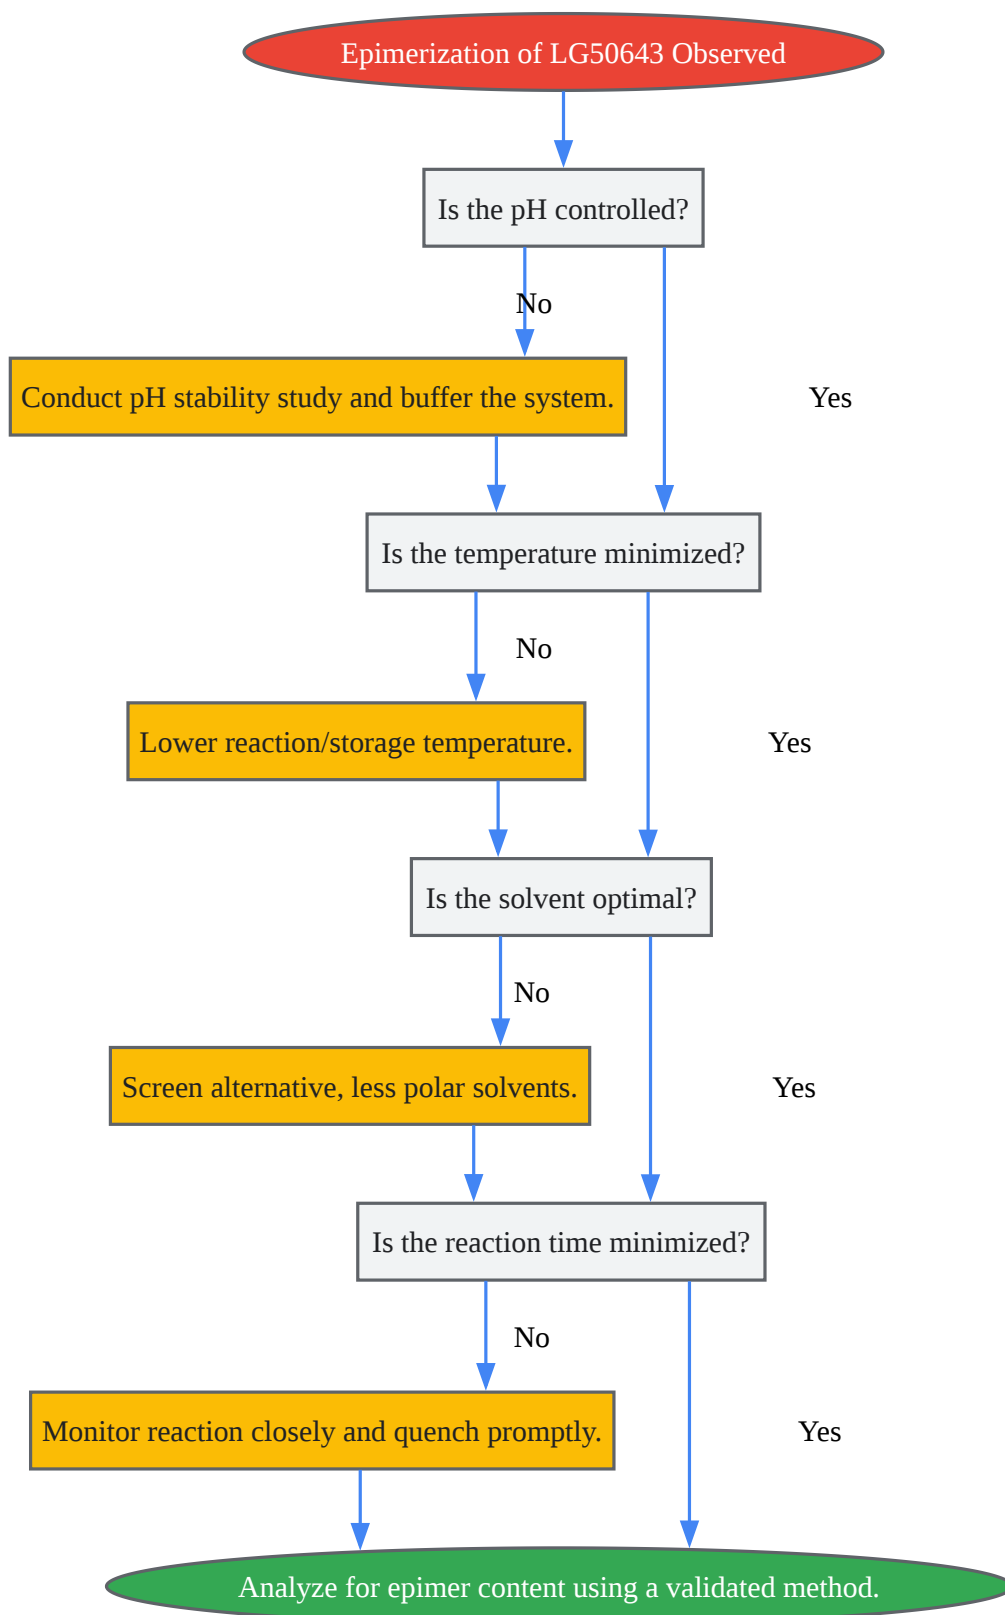 Epimerization of LG50643 Observed
Is the pH controlled?
No
Conduct pH stability study and buffer the system.
Yes
Is the temperature minimized?
No
Lower reaction/storage temperature.
Yes
Is the solvent optimal?
No
Screen alternative, less polar solvents.
Yes
Is the reaction time minimized?
No
Monitor reaction closely and quench promptly.
Yes
Analyze for epimer content using a validated method.